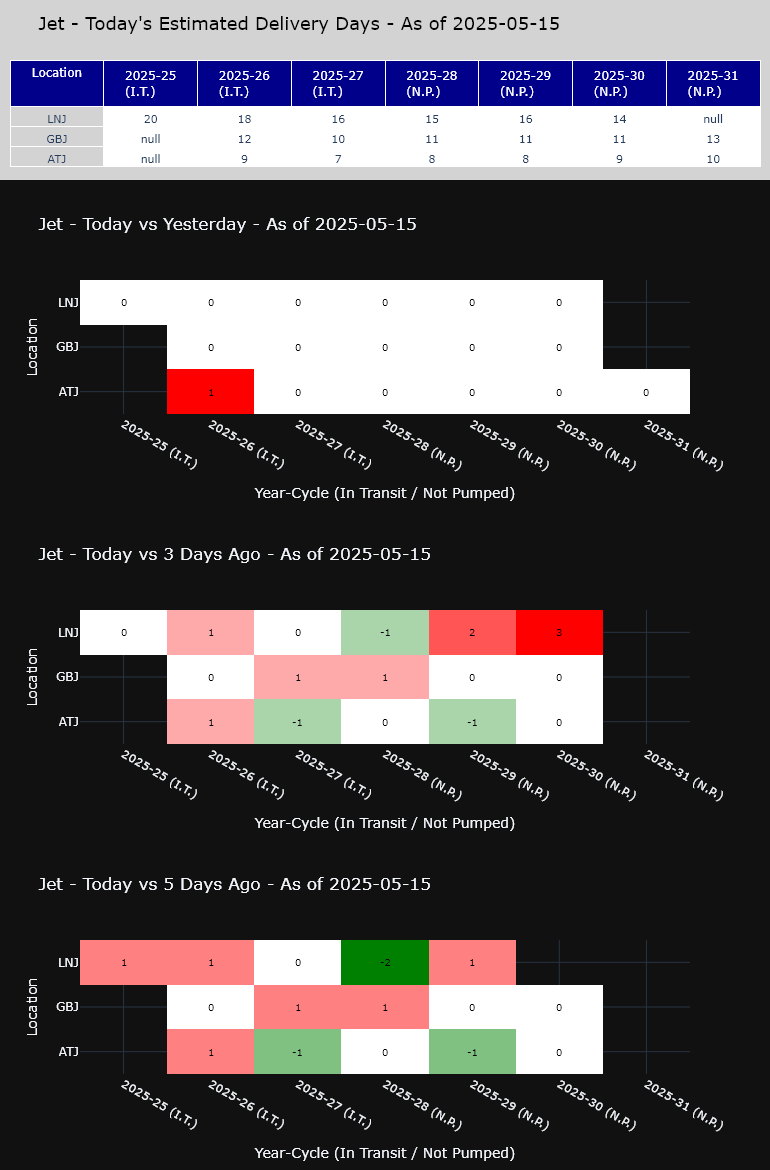 Jet - Today's Estimated Delivery Days - As of 2025-05-15
Location 2025-25 (I.T.) 2025-26 (I.T.) 2025-27 (I.T.) 2025-28 (N.P.) 2025-29 (N.P.) 2025-30 (N.P.) 2025-31 (N.P.)
LNJ 20 18 16 15 16 14 null
GBJ null 12 10 11 11 11 13
ATJ null 9 7 8 8 9 10
Jet - Today vs Yesterday - As of 2025-05-15
Location
LNJ 0 0 0 0 0 0
GBJ 0 0 0 0 0
ATJ 1 0 0 0 0 0
2025-25 (I.T.) 2025-26 (I.T.) 2025-27 (I.T.) 2025-28 (N.P.) 2025-29 (N.P.) 2025-30 (N.P.) 2025-31 (N.P.)
Year-Cycle (In Transit / Not Pumped)
Jet - Today vs 3 Days Ago - As of 2025-05-15
Location
LNJ 0 1 0 -1 2 3
GBJ 0 1 1 0 0
ATJ 1 -1 0 -1 0
2025-25 (I.T.) 2025-26 (I.T.) 2025-27 (I.T.) 2025-28 (N.P.) 2025-29 (N.P.) 2025-30 (N.P.) 2025-31 (N.P.)
Year-Cycle (In Transit / Not Pumped)
Jet - Today vs 5 Days Ago - As of 2025-05-15
Location
LNJ 1 1 0 -2 1
GBJ 0 1 1 0 0
ATJ 1 -1 0 -1 0
2025-25 (I.T.) 2025-26 (I.T.) 2025-27 (I.T.) 2025-28 (N.P.) 2025-29 (N.P.) 2025-30 (N.P.) 2025-31 (N.P.)
Year-Cycle (In Transit / Not Pumped)